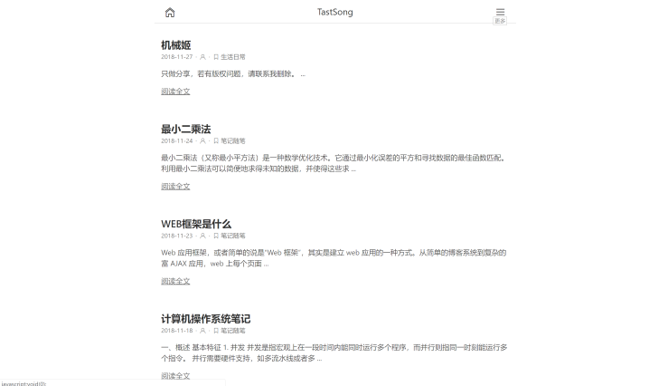 TastSong
更多
机械姬
2018-11-27 · · 生活日常
只做分享，若有版权问题，请联系我删除。 ...
阅读全文
最小二乘法
2018-11-24 · · 笔记随笔
最小二乘法（又称最小平方法）是一种数学优化技术。它通过最小化误差的平方和寻找数据的最佳函数匹配。
利用最小二乘可以简便地求得未知的数据，并使得这些求 ...
阅读全文
WEB框架是什么
2018-11-23 · · 笔记随笔
Web 应用框架，或者简单的说是“Web 框架”，其实是建立 web 应用的一种方式。从简单的博客系统到复杂的
富 AJAX 应用，web 上每个页面 ...
阅读全文
计算机操作系统笔记
2018-11-18 · · 笔记随笔
一、概述 基本特征 1. 并发 并发是指宏观上在一段时间内能同时运行多个程序，而并行则指同一时刻能运行多
个指令。 并行需要硬件支持，如多流水线或者多 ...
阅读全文
javascript:void(0);